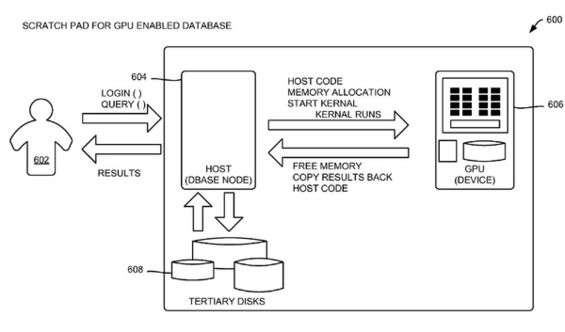 SCRATCH PAD FOR GPU ENABLED DATABASE
600
604
LOGIN ( )
QUERY ( )
HOST CODE
MEMORY ALLOCATION
START KERNAL
KERNAL RUNS
606
602
RESULTS
HOST
(DBASE NODE)
FREE MEMORY
COPY RESULTS BACK
HOST CODE
GPU
(DEVICE)
608
TERTIARY DISKS